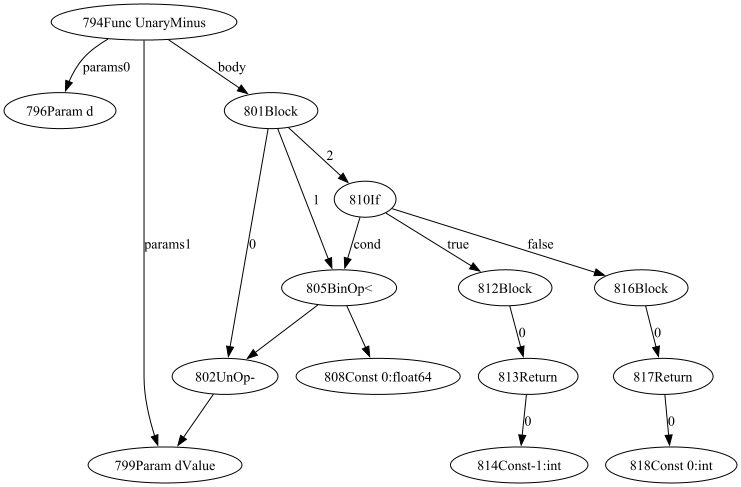 794Func UnaryMinus
params0
body
796Param d
801Block
2
1
810If
params1
0
cond
true
false
805BinOp<
812Block
816Block
0
0
802UnOp-
808Const 0:float64
813Return
817Return
0
0
799Param dValue
814Const-1:int
818Const 0:int